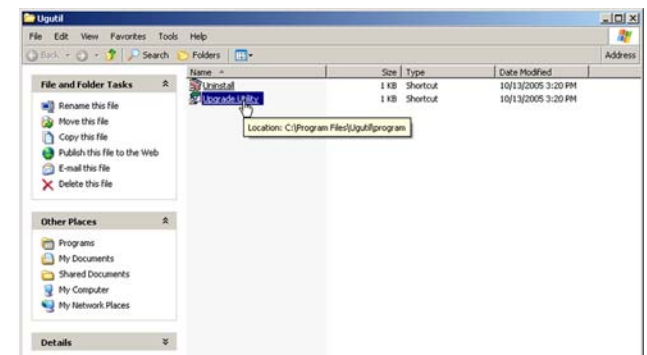 Ugutil
File Edit View Favorites Tools Help
Back Search Folders Address
Name Size Type Date Modified
Uninstall 1 KB Shortcut 10/13/2005 3:20 PM
Upgrade Utility 1 KB Shortcut 10/13/2005 3:20 PM
Location: C:\Program Files\Ugutil\program
File and Folder Tasks
Rename this file
Move this file
Copy this file
Publish this file to the Web
E-mail this file
Delete this file
Other Places
Programs
My Documents
Shared Documents
My Computer
My Network Places
Details